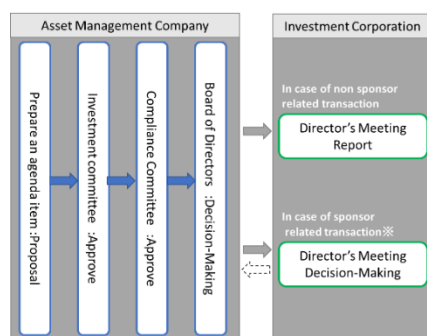 Asset Management Company
Prepare an agenda item :Proposal
Investment committee :Approve
Compliance Committee :Approve
Board of Directors :Decision-Making
Investment Corporation
In case of non sponsor
related transaction
Director's Meeting
Report
In case of sponsor
related transaction※
Director's Meeting
Decision-Making